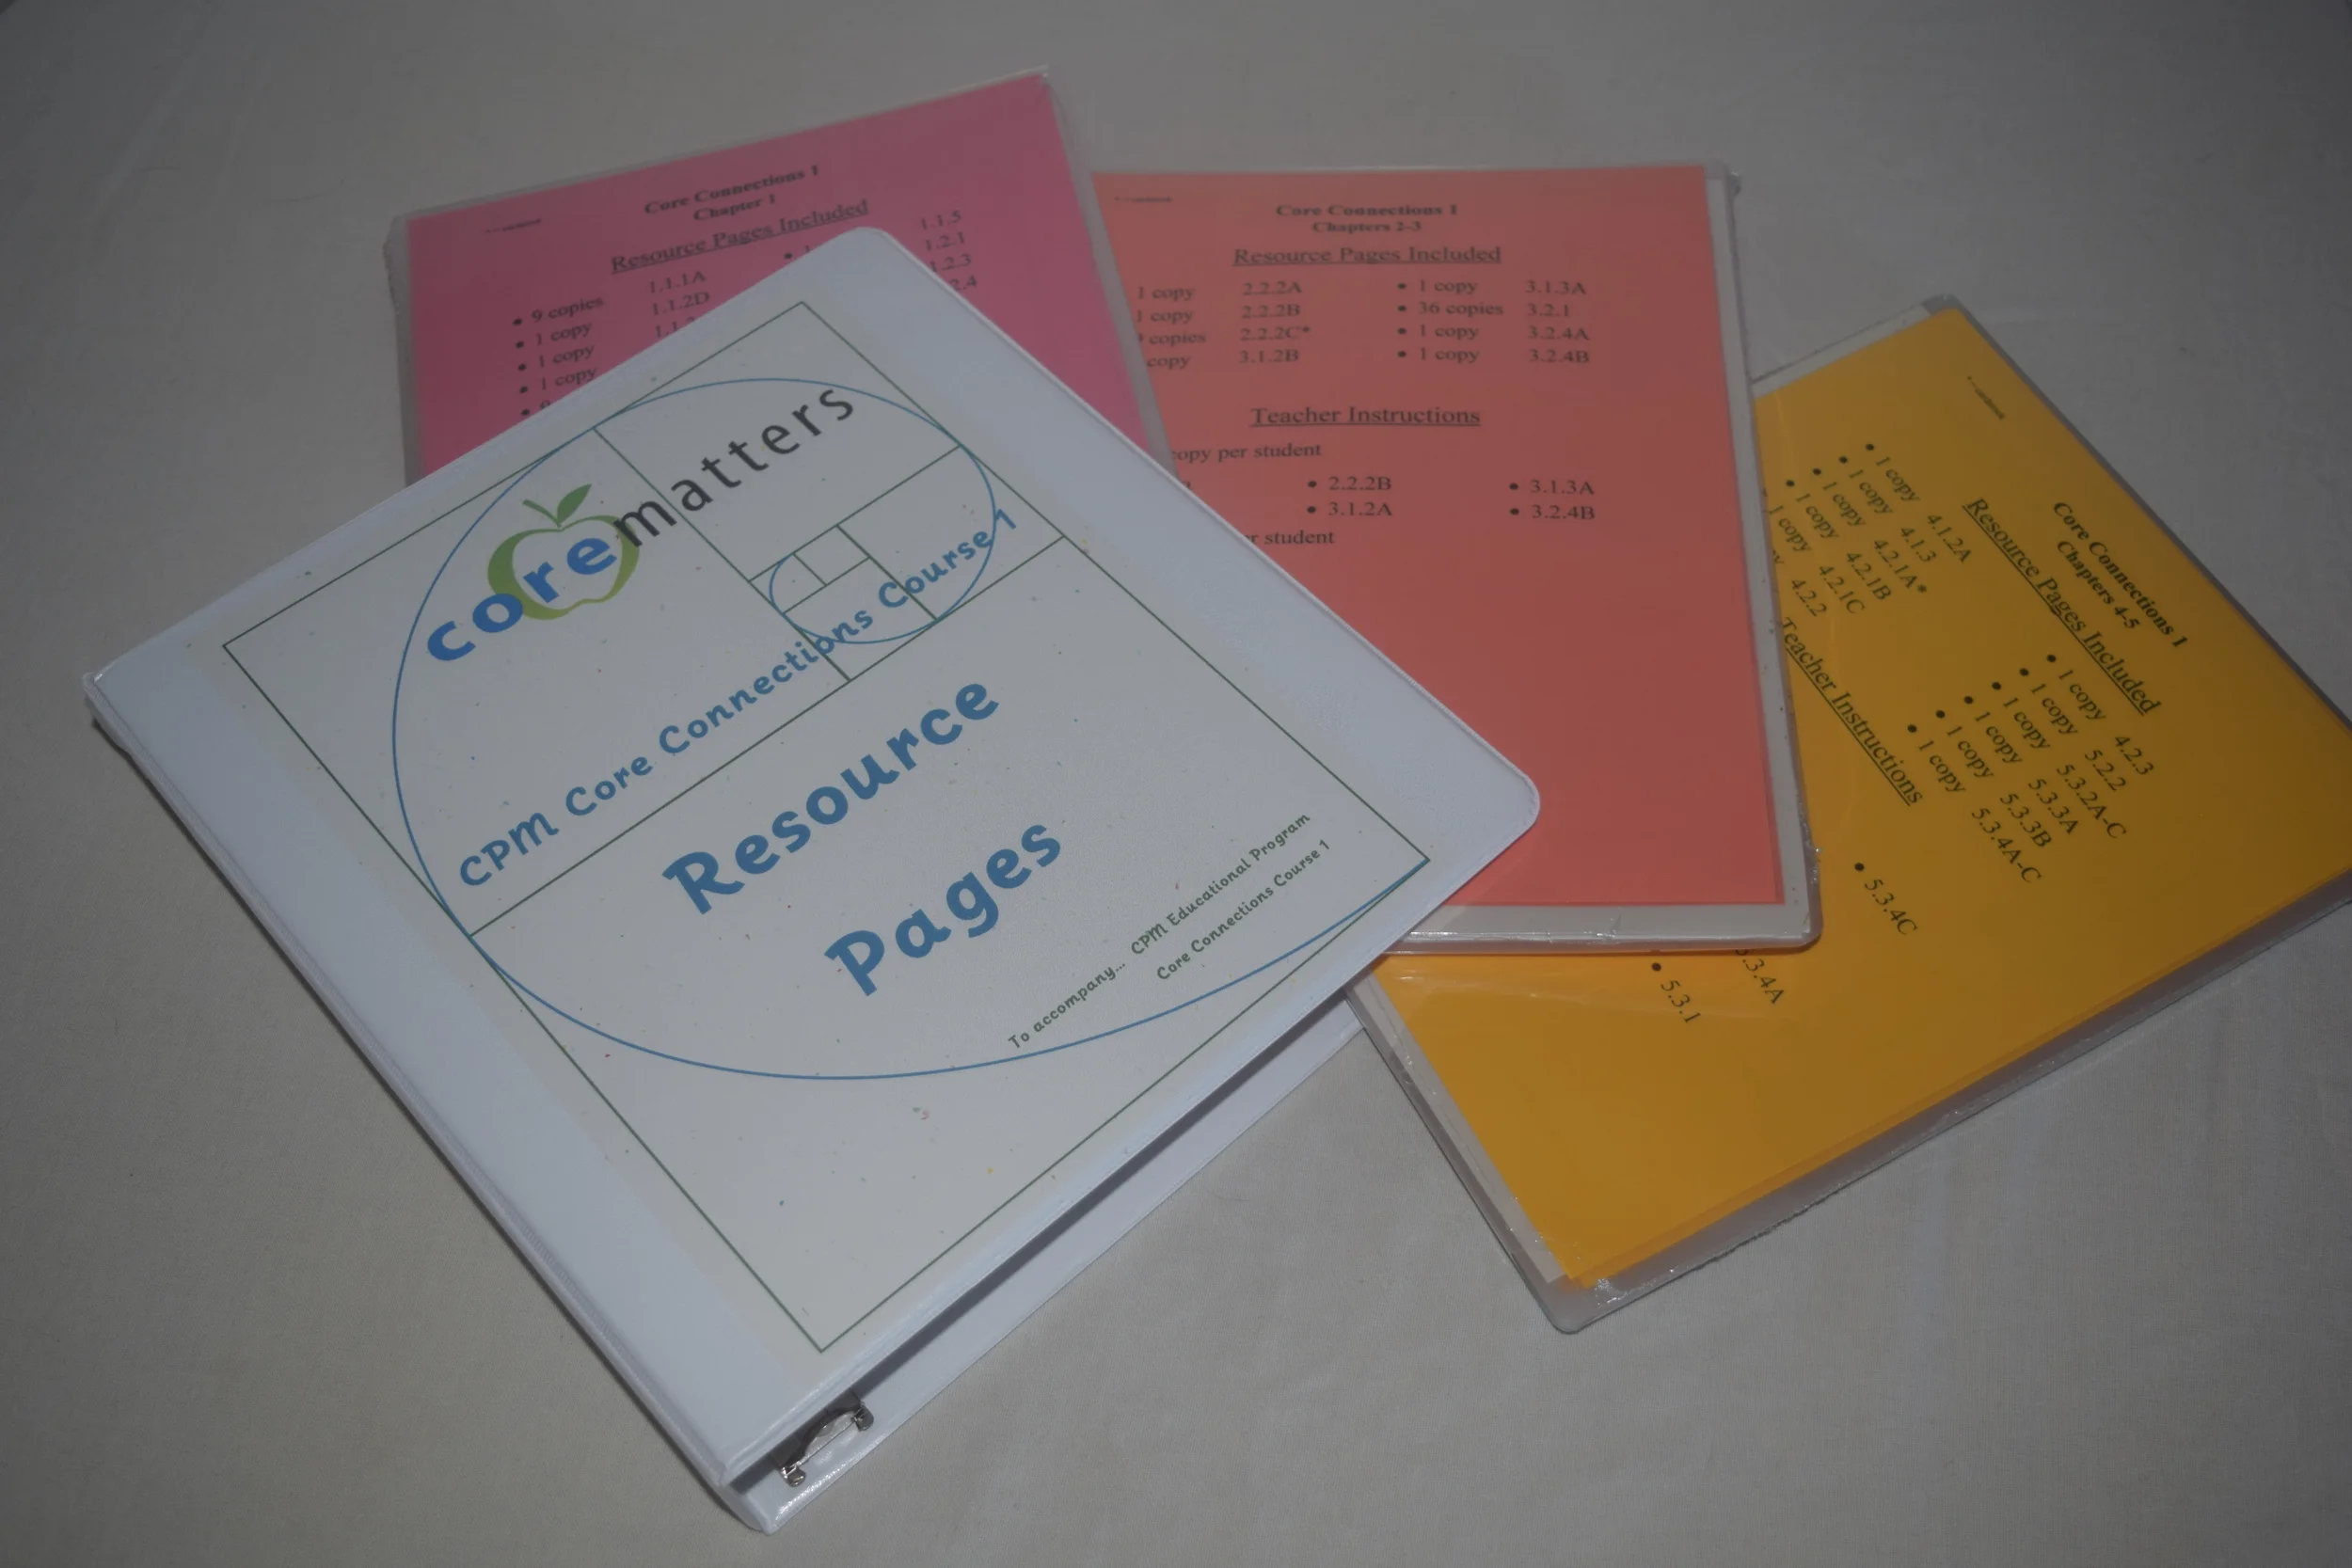 Core Connections 1
Chapter 1
Resource Pages Included
9 copies 1.1.1A
1 copy 1.1.2D
1 copy
1 copy
1.1.5
1.2.1
1.2.3
Core Connections 1
Chapters 2-3
Resource Pages Included
1 copy 2.2.2A
1 copy 2.2.2B
copies 2.2.2C*
copy 3.1.2B
• 1 copy 3.1.3A
• 36 copies 3.2.1
• 1 copy 3.2.4A
• 1 copy 3.2.4B
Teacher Instructions
copy per student
• 2.2.2B
• 3.1.2A
• 3.1.3A
• 3.2.4B
student
Core Connections 1
Chapters 4-5
Resource Pages Included
• 1 copy 4.1.2A
• 1 copy 4.1.3
• 1 copy 4.2.1A*
• 1 copy 4.2.1B
1 copy 4.2.1C
4.2.2
• 1 copy 4.2.3
• 1 copy 5.2.2
• 1 copy 5.3.2A-C
• 1 copy 5.3.3A
• 1 copy 5.3.3B
• 1 copy 5.3.4A-C
Teacher Instructions
• 5.3.4C
5.3.4A
• 5.3.1
core matters
CPM Core Connections Course 1
Resource
Pages
To accompany... CPM Educational Program
Core Connections Course 1